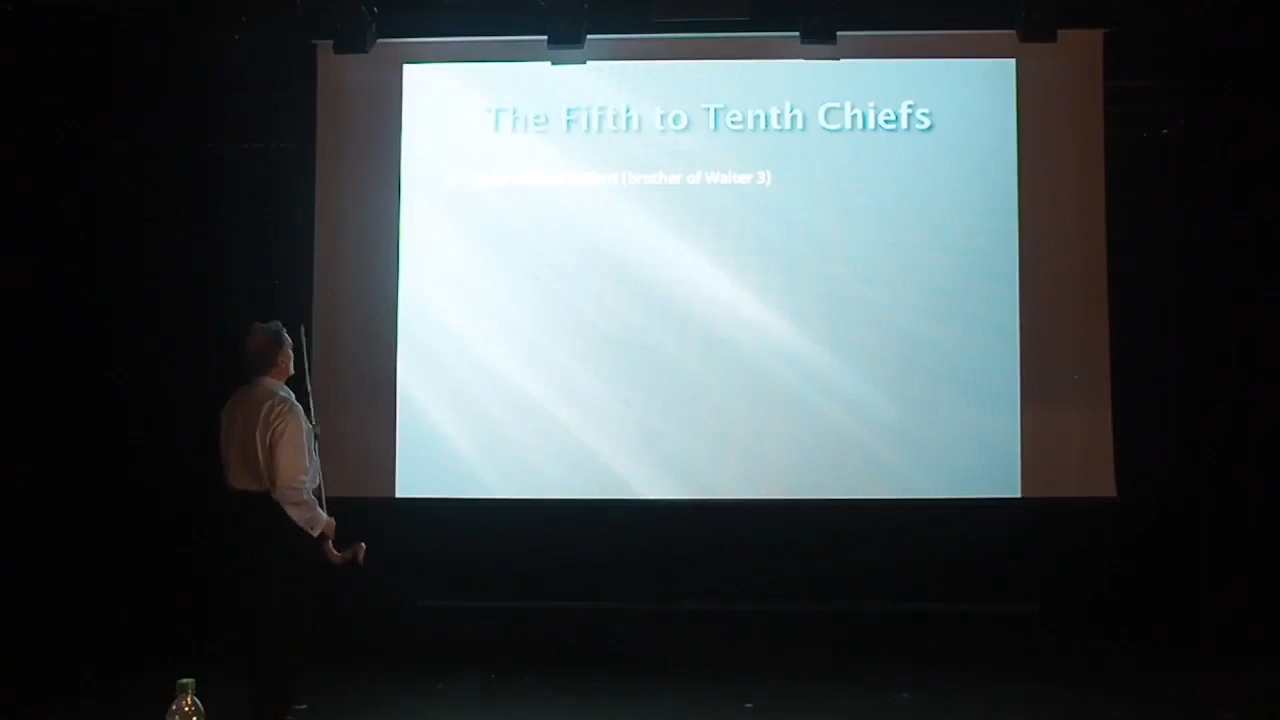 The Fifth to Tenth Chiefs
(brother of Walter 3)